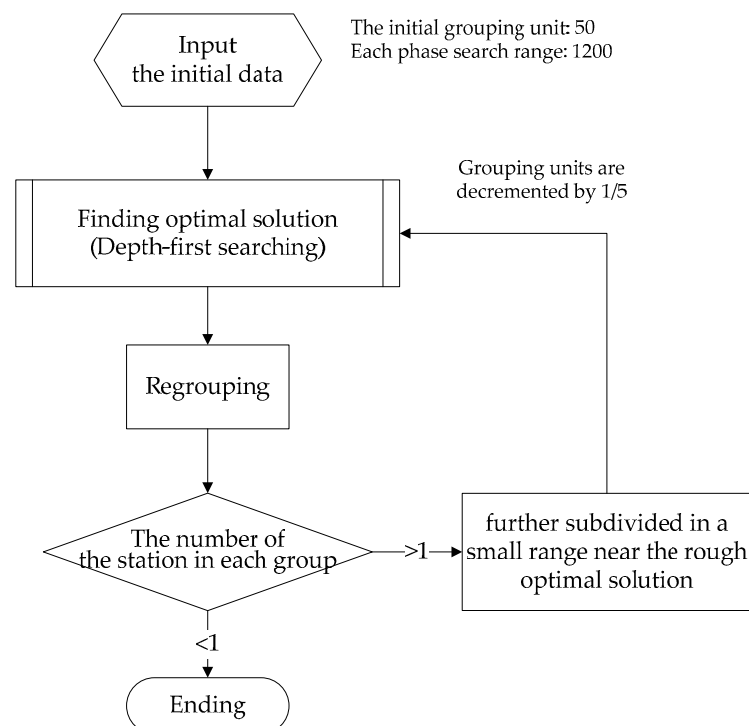 Input
the initial data
The initial grouping unit: 50
Each phase search range: 1200
Grouping units are
decremented by 1/5
Finding optimal solution
(Depth-first searching)
Regrouping
The number of
the station in each group
>1
further subdivided in a
small range near the rough
optimal solution
<1
Ending